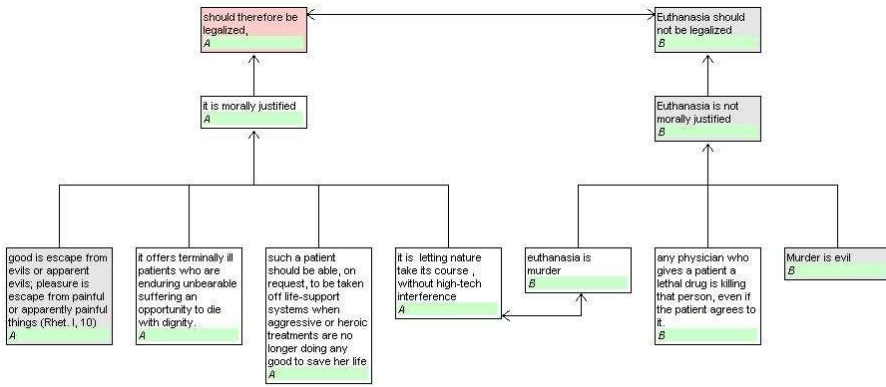 should therefore be
legalized,
A
Euthanasia should
not be legalized
B
it is morally justified
A
Euthanasia is not
morally justified
B
good is escape from
evils or apparent
evils; pleasure is
escape from painful
or apparently painful
things (Rhet. I, 10)
A
it offers terminally ill
patients who are
enduring unbearable
suffering an
opportunity to die
with dignity.
A
such a patient
should be able, on
request, to be taken
off life-support
systems when
aggressive or heroic
treatments are no
longer doing any
good to save her life
A
it is letting nature
take its course ,
without high-tech
interference
A
euthanasia is
murder
B
any physician who
gives a patient a
lethal drug is killing
that person, even if
the patient agrees to
it.
B
Murder is evil
B